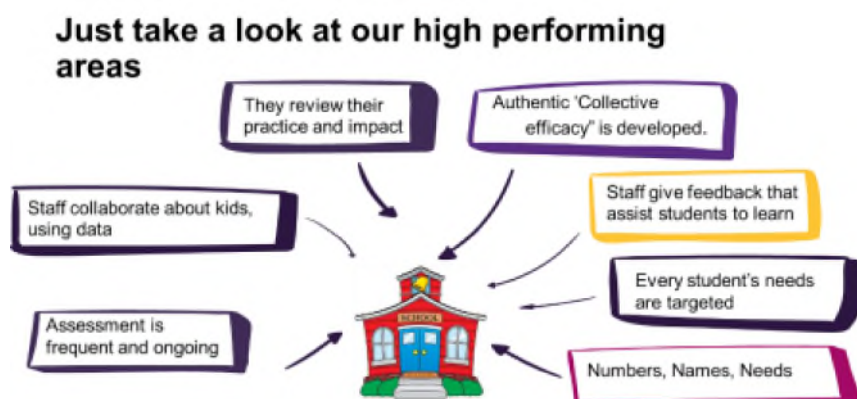 Just take a look at our high performing
areas
They review their
practice and impact
Authentic 'Collective
efficacy" is developed.
Staff collaborate about kids,
using data
Staff give feedback that
assist students to learn
Every student's needs
are targeted
Assessment is
frequent and ongoing
Numbers, Names, Needs
SCHOOL